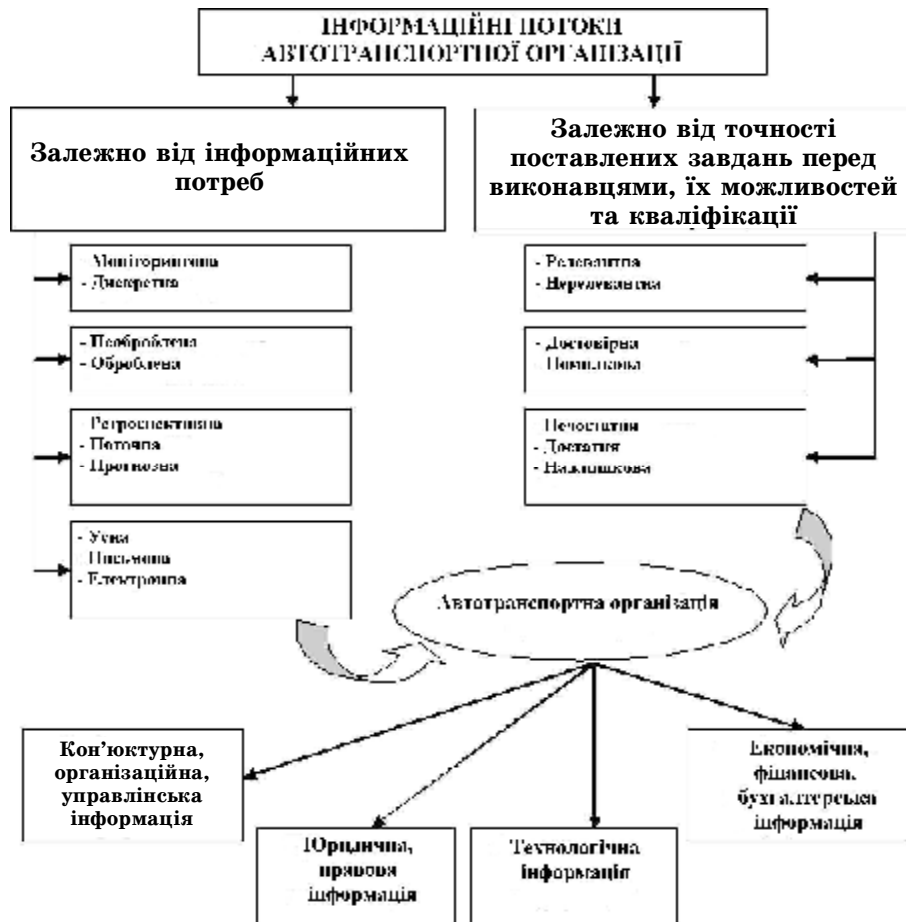 ІНФОРМАЦІЙНІ ПОТОКИ
АВТОТРАНСПОРТНОЇ ОРГАНІЗАЦІЇ
Залежно від інформаційних
потреб
- Моніторингова
- Дискретна
- Необроблена
- Оброблена
- Ретроспективна
- Поточна
- Прогнозна
- Усна
- Письмова
- Електронна
Залежно від точності
поставлених завдань перед
виконавцями, їх можливостей
та кваліфікації
- Релевантна
- Нерелевантна
- Достовірна
- Помилкова
- Недостатня
- Достатня
- Надлишкова
Автотранспортна організація
Кон’юктурна,
організаційна,
управлінська
інформація
Юридична,
правова
інформація
Технологічна
інформація
Економічна,
фінансова,
бухгалтерська
інформація